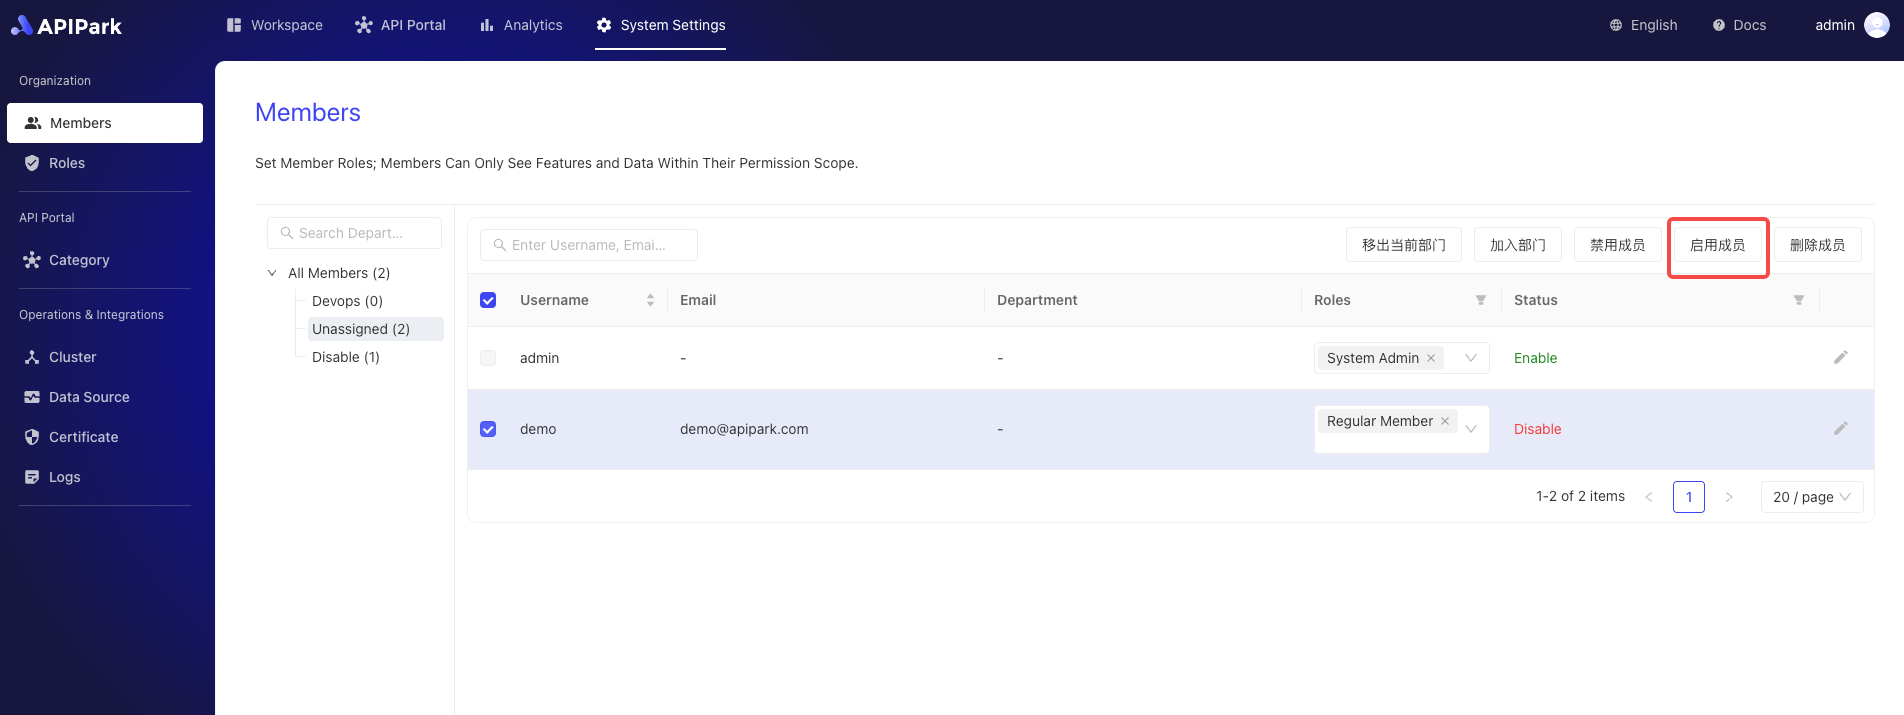 APIPark
Workspace
API Portal
Analytics
System Settings
English
Docs
admin
Organization
Members
Roles
API Portal
Category
Operations & Integrations
Cluster
Data Source
Certificate
Logs
Members
Set Member Roles; Members Can Only See Features and Data Within Their Permission Scope.
Search Depart...
All Members (2)
Devops (0)
Unassigned (2)
Disable (1)
Enter Username, Emai...
移出当前部门
加入部门
禁用成员
启用成员
删除成员
Username
Email
Department
Roles
Status
admin
-
-
System Admin
Enable
demo
demo@apipark.com
-
Regular Member
Disable
1-2 of 2 items
1
20 / page